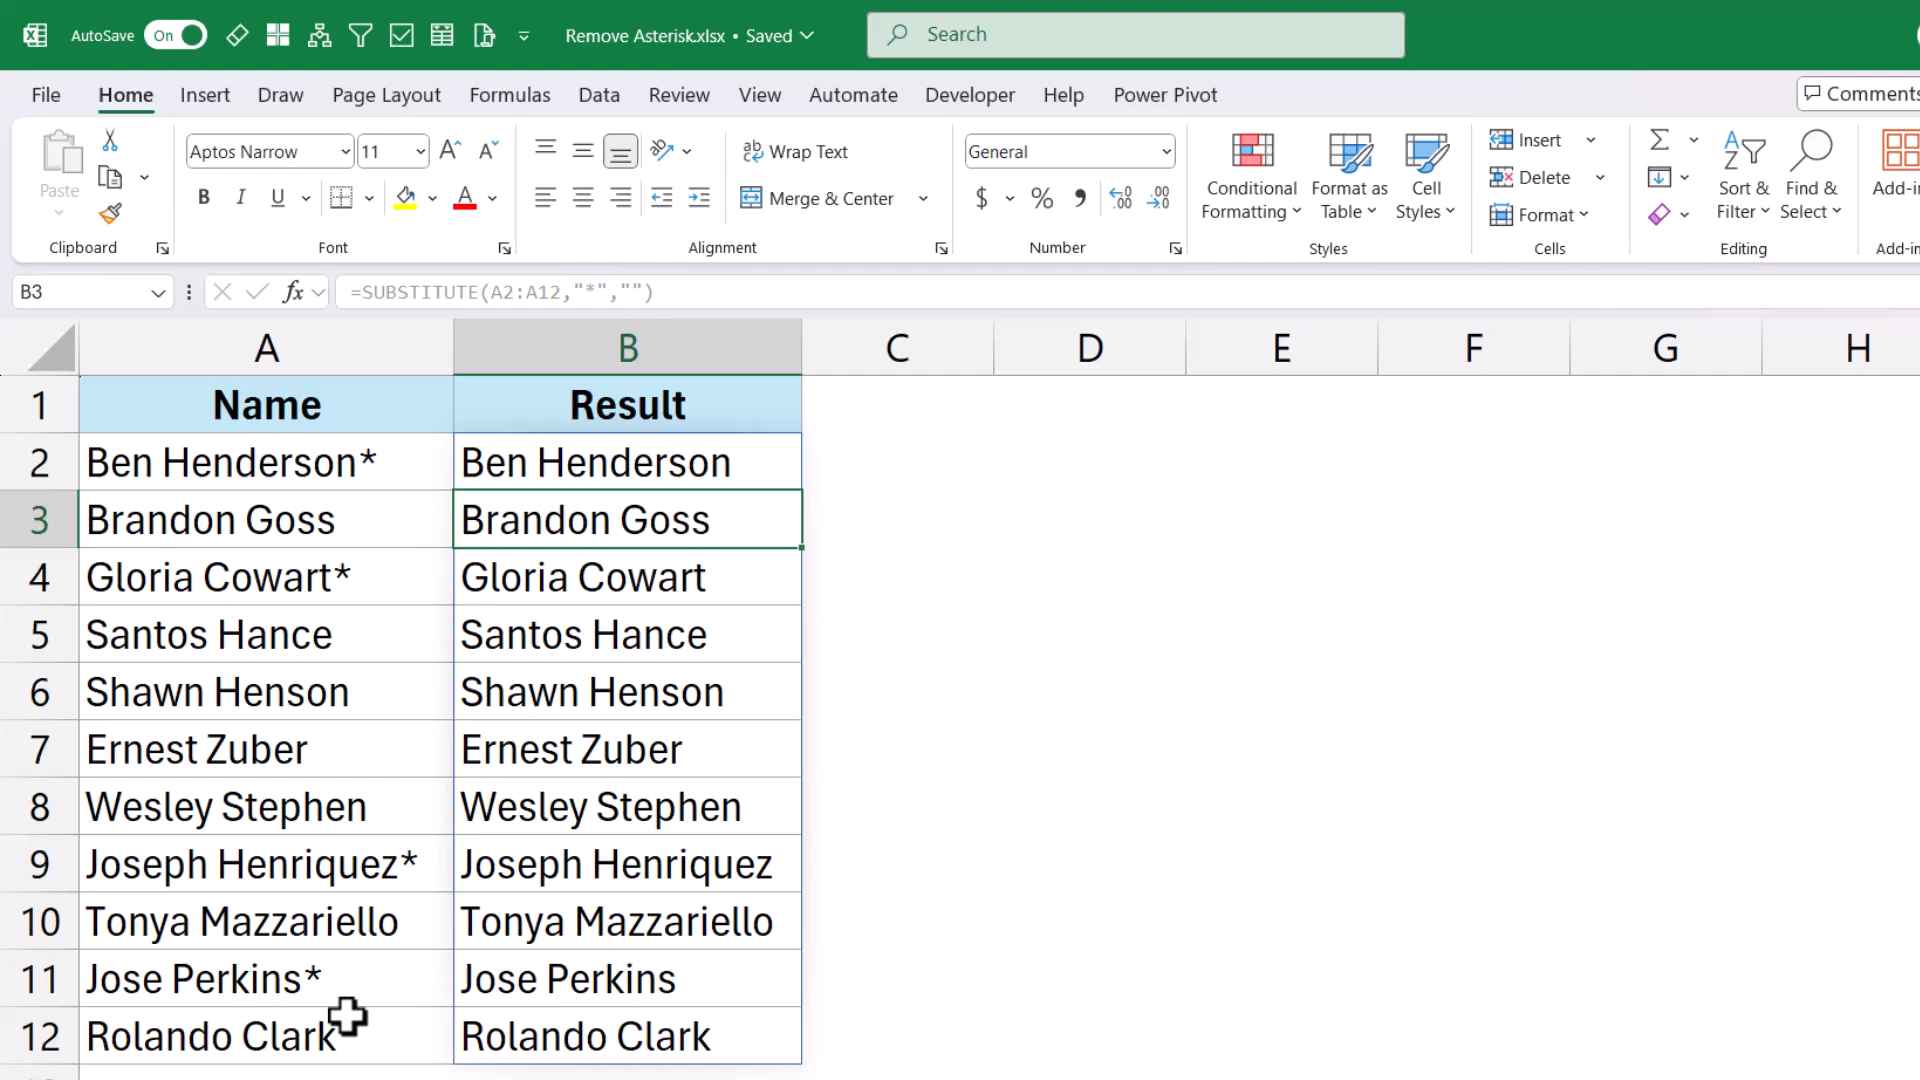 AutoSave On Remove Asterisk.xlsx • Saved Search
File Home Insert Draw Page Layout Formulas Data Review View Automate Developer Help Power Pivot Comments
Paste Aptos Narrow 11 A^ Aˇ ab Wrap Text General Conditional Formatting Format as Table Cell Styles Insert Σ A Z Sort & Filter Find & Select
B I U A Merge & Center $ % , Delete
Format
Clipboard Font Alignment Number Styles Cells Editing
B3 fx =SUBSTITUTE(A2:A12,"*","")
A B C D E F G H
1 Name Result
2 Ben Henderson* Ben Henderson
3 Brandon Goss Brandon Goss
4 Gloria Cowart* Gloria Cowart
5 Santos Hance Santos Hance
6 Shawn Henson Shawn Henson
7 Ernest Zuber Ernest Zuber
8 Wesley Stephen Wesley Stephen
9 Joseph Henriquez* Joseph Henriquez
10 Tonya Mazzariello Tonya Mazzariello
11 Jose Perkins* Jose Perkins
12 Rolando Clark Rolando Clark